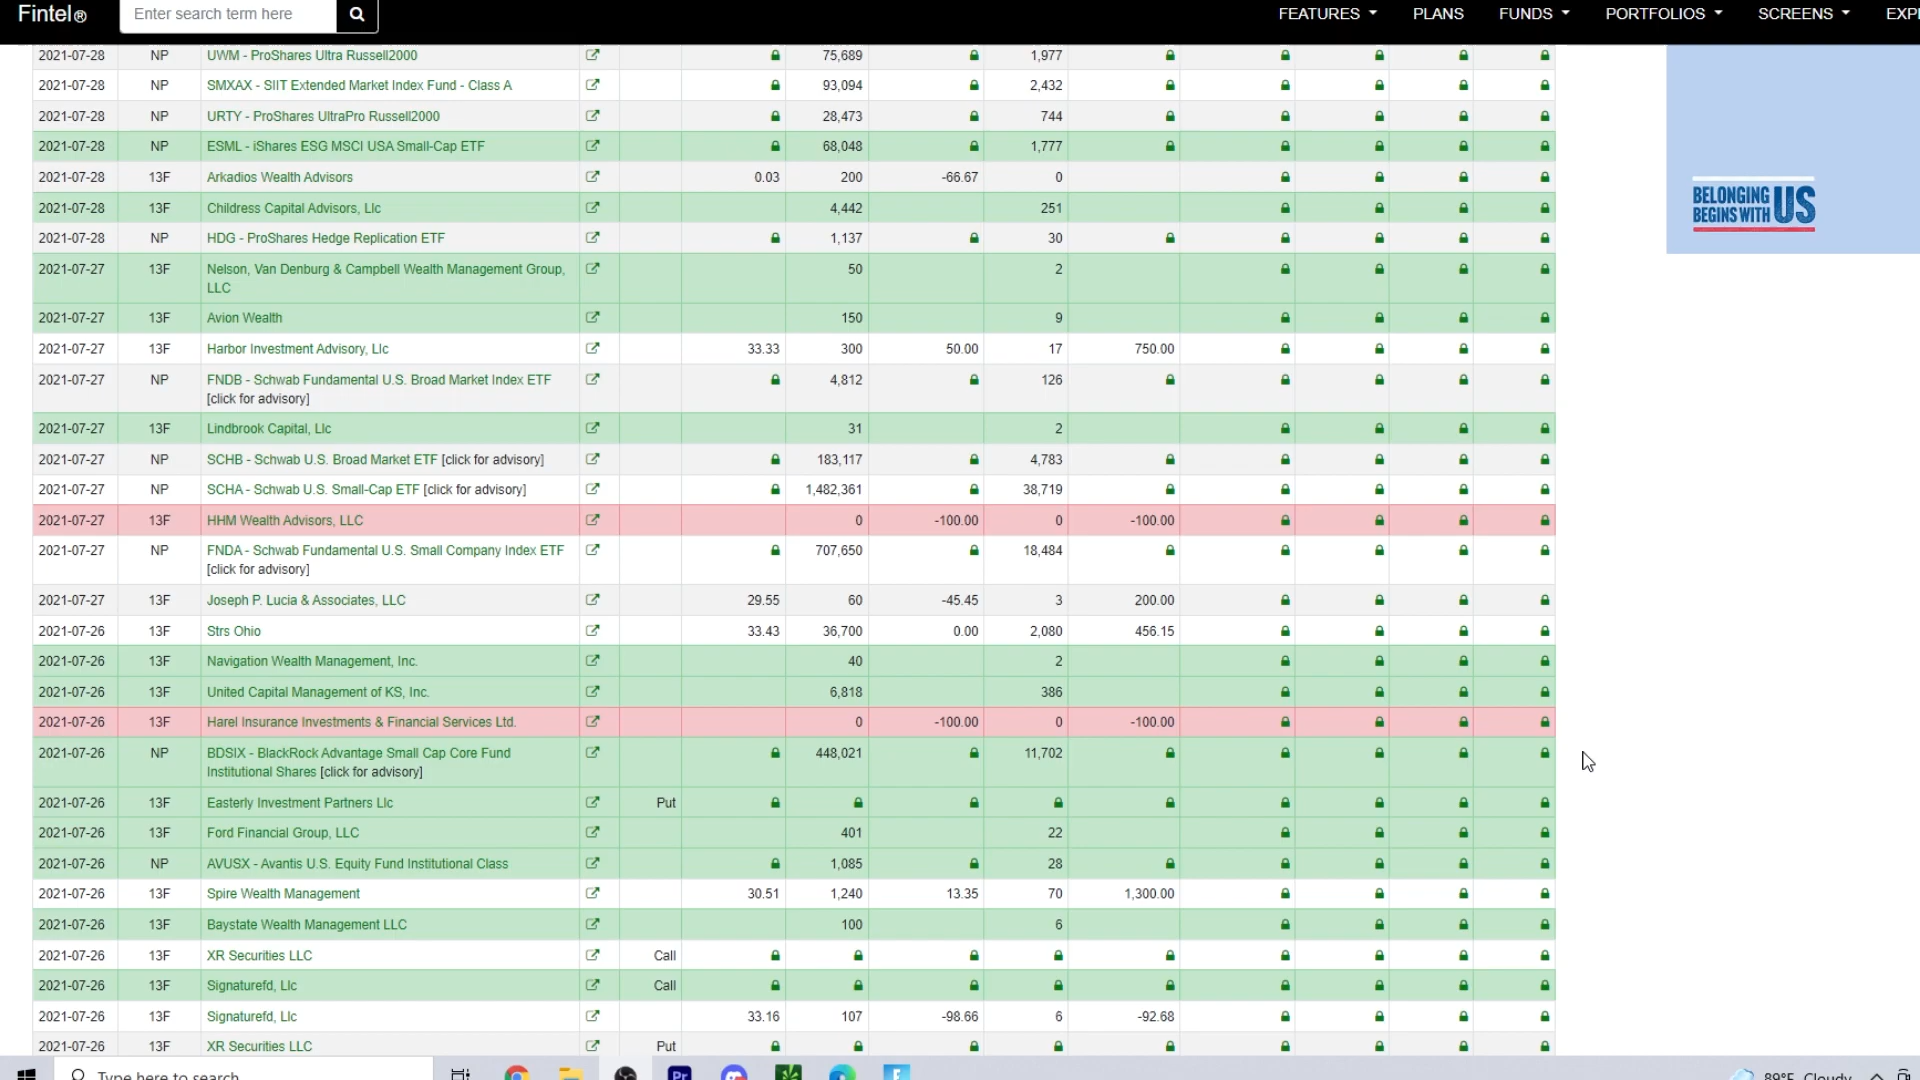 Fintel® Enter search term here FEATURES PLANS FUNDS PORTFOLIOS SCREENS EXP
2021-07-28 NP UWM - ProShares Ultra Russell2000 75,689 1,977
2021-07-28 NP SMXAX - SIIT Extended Market Index Fund - Class A 93,094 2,432
2021-07-28 NP URTY - ProShares UltraPro Russell2000 28,473 744
2021-07-28 NP ESML - iShares ESG MSCI USA Small-Cap ETF 68,048 1,777
2021-07-28 13F Arkadios Wealth Advisors 0.03 200 -66.67 0
2021-07-28 13F Childress Capital Advisors, Llc 4,442 251
2021-07-28 NP HDG - ProShares Hedge Replication ETF 1,137 30
2021-07-27 13F Nelson, Van Denburg & Campbell Wealth Management Group, 50 2
LLC
2021-07-27 13F Avion Wealth 150 9
2021-07-27 13F Harbor Investment Advisory, Llc 33.33 300 50.00 17 750.00
2021-07-27 NP FNDB - Schwab Fundamental U.S. Broad Market Index ETF 4,812 126
[click for advisory]
2021-07-27 13F Lindbrook Capital, Llc 31 2
2021-07-27 NP SCHB - Schwab U.S. Broad Market ETF [click for advisory] 183,117 4,783
2021-07-27 NP SCHA - Schwab U.S. Small-Cap ETF [click for advisory] 1,482,361 38,719
2021-07-27 13F HHM Wealth Advisors, LLC 0 -100.00 0 -100.00
2021-07-27 NP FNDA - Schwab Fundamental U.S. Small Company Index ETF 707,650 18,484
[click for advisory]
2021-07-27 13F Joseph P. Lucia & Associates, LLC 29.55 60 -45.45 3 200.00
2021-07-26 13F Strs Ohio 33.43 36,700 0.00 2,080 456.15
2021-07-26 13F Navigation Wealth Management, Inc. 40 2
2021-07-26 13F United Capital Management of KS, Inc. 6,818 386
2021-07-26 13F Harel Insurance Investments & Financial Services Ltd. 0 -100.00 0 -100.00
2021-07-26 NP BDSIX - BlackRock Advantage Small Cap Core Fund 448,021 11,702
Institutional Shares [click for advisory]
2021-07-26 13F Easterly Investment Partners Llc Put
2021-07-26 13F Ford Financial Group, LLC 401 22
2021-07-26 NP AVUSX - Avantis U.S. Equity Fund Institutional Class 1,085 28
2021-07-26 13F Spire Wealth Management 30.51 1,240 13.35 70 1,300.00
2021-07-26 13F Baystate Wealth Management LLC 100 6
2021-07-26 13F XR Securities LLC Call
2021-07-26 13F Signaturefd, Llc Call
2021-07-26 13F Signaturefd, Llc 33.16 107 -98.66 6 -92.68
2021-07-26 13F XR Securities LLC Put
BELONGING
BEGINS WITH US
Type here to search Pr 89°F Cloudy